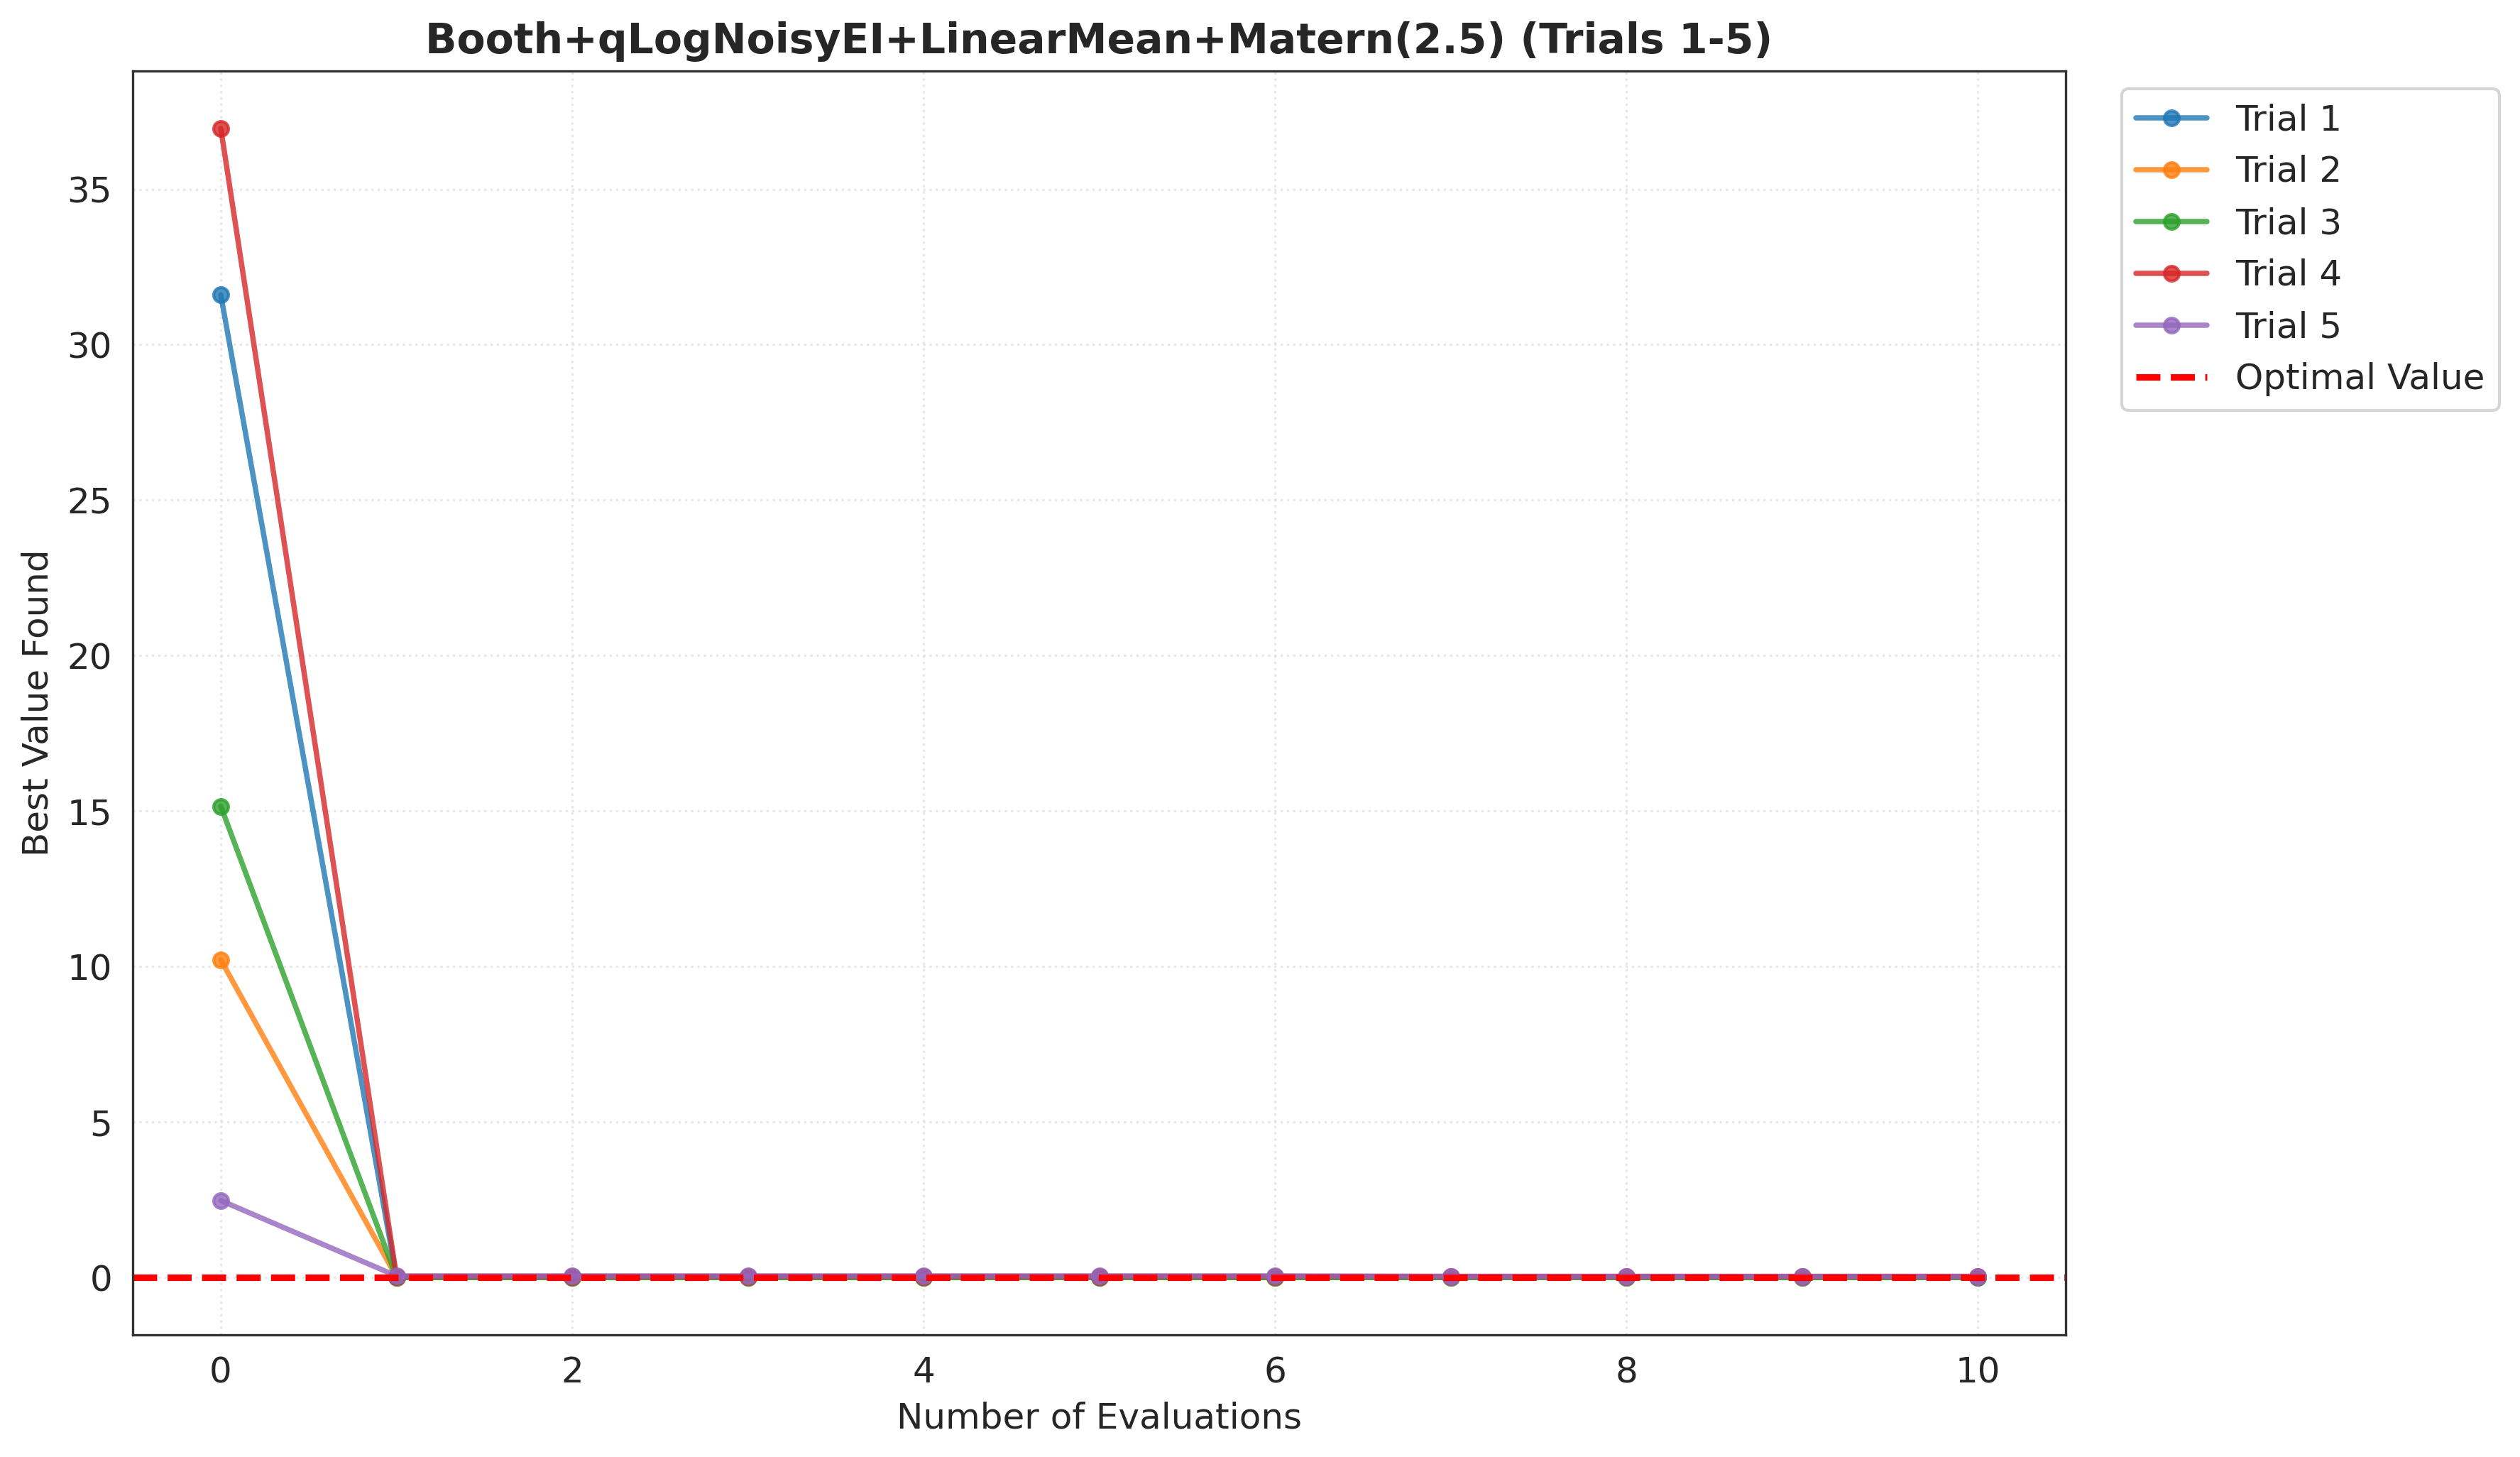 Booth+qLogNoisyEI+LinearMean+Matern(2.5) (Trials 1-5)
Trial 1
Trial 2
Trial 3
Trial 4
Trial 5
Optimal Value
Best Value Found
35
30
25
20
15
10
5
0
0 2 4 6 8 10
Number of Evaluations